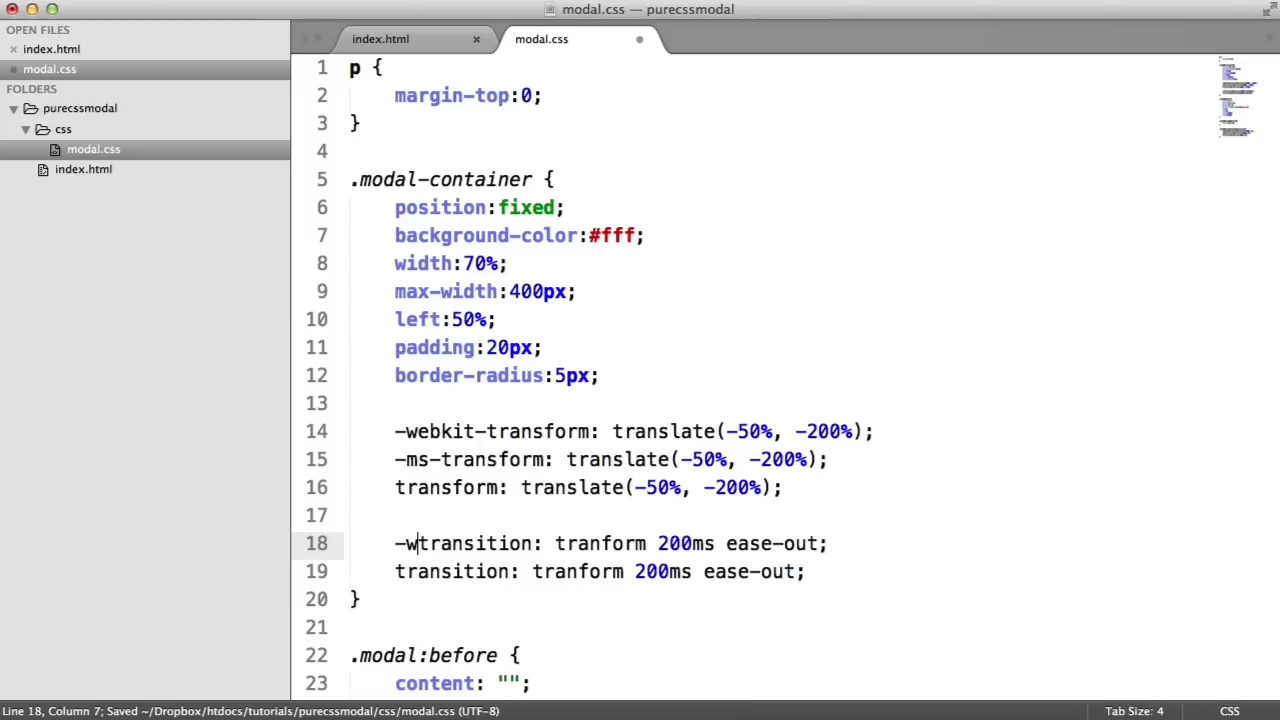 modal.css — purecssmodal
OPEN FILES
index.html
modal.css
FOLDERS
purecssmodal
css
modal.css
index.html
index.html
modal.css
1 p {
2 margin-top:0;
3 }
4
5 .modal-container {
6 position:fixed;
7 background-color:#fff;
8 width:70%;
9 max-width:400px;
10 left:50%;
11 padding:20px;
12 border-radius:5px;
13
14 -webkit-transform: translate(-50%, -200%);
15 -ms-transform: translate(-50%, -200%);
16 transform: translate(-50%, -200%);
17
18 -wtransition: tranform 200ms ease-out;
19 transition: tranform 200ms ease-out;
20 }
21
22 .modal:before {
23 content: "";
Line 18, Column 7; Saved ~/Dropbox/htdocs/tutorials/purecssmodal/css/modal.css (UTF-8)
Tab Size: 4
CSS